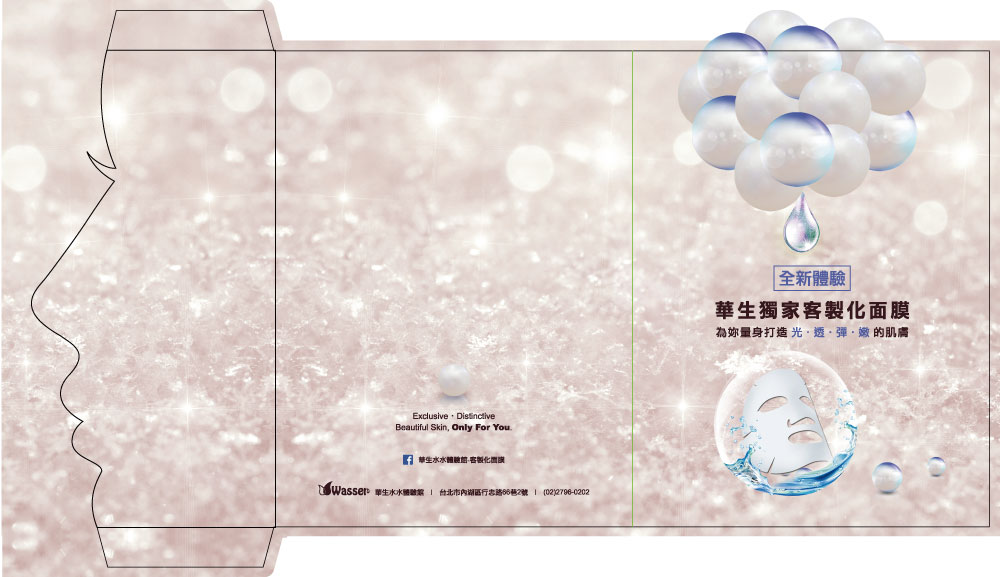 全新體驗
華生獨家客製化面膜
為妳量身打造 光・透・彈・嫩 的肌膚
Exclusive・Distinctive
Beautiful Skin, Only For You.
華生水水體驗館-客製化面膜
Wasser 華生水水體驗館 | 台北市內湖區行忠路66巷2號 | (02)2796-0202